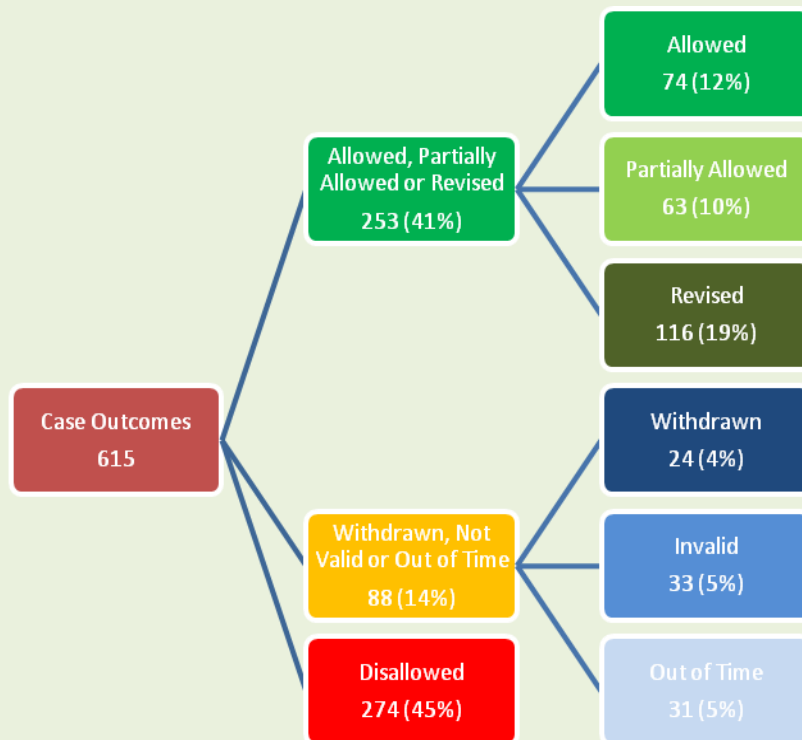 Case Outcomes
615
Allowed, Partially
Allowed or Revised
253 (41%)
Withdrawn, Not
Valid or Out of Time
88 (14%)
Disallowed
274 (45%)
Allowed
74 (12%)
Partially Allowed
63 (10%)
Revised
116 (19%)
Withdrawn
24 (4%)
Invalid
33 (5%)
Out of Time
31 (5%)